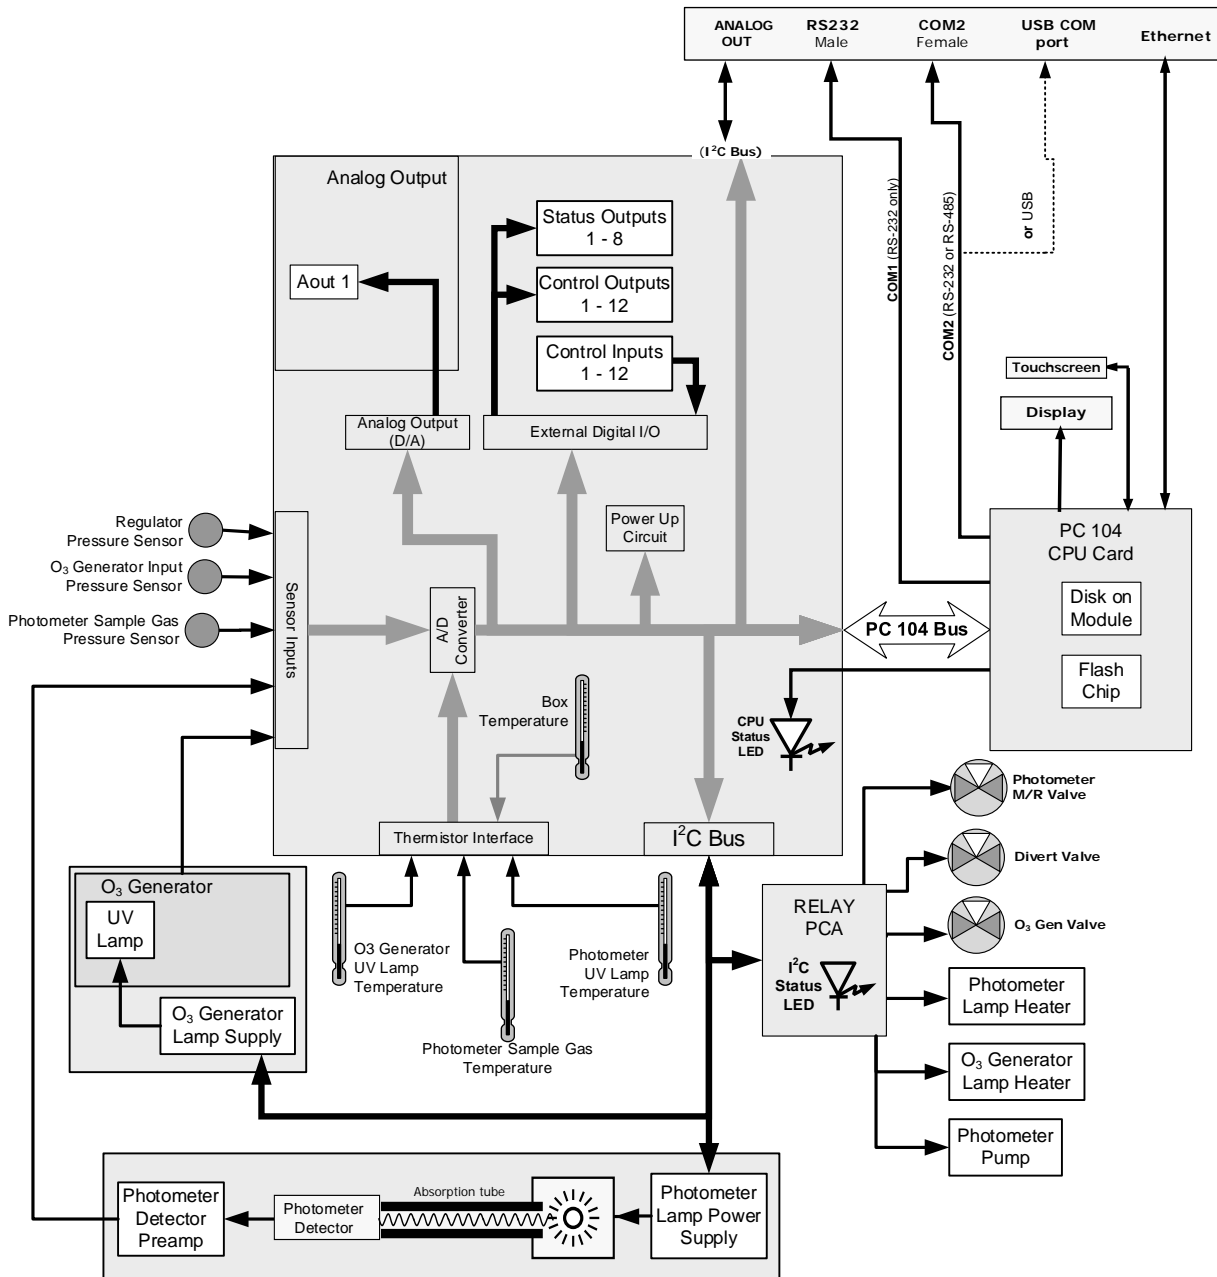 ANALOG
OUT
RS232
Male
COM2
Female
USB COM
port
Ethernet
(I²C Bus)
Analog Output
Status Outputs
1 - 8
Aout 1
Control Outputs
1 - 12
Control Inputs
1 - 12
COM1 (RS-232 only)
COM2 (RS-232 or RS-485)
or USB
Touchscreen
Display
Analog Output
(D/A)
External Digital I/O
Regulator
Pressure Sensor
O₃ Generator Input
Pressure Sensor
Photometer Sample Gas
Pressure Sensor
Sensor Inputs
A/D
Converter
Power Up
Circuit
PC 104 Bus
PC 104
CPU Card
Disk on
Module
Flash
Chip
Box
Temperature
CPU
Status
LED
Thermistor Interface
I²C Bus
Photometer
M/R Valve
Divert Valve
O₃ Gen Valve
RELAY
PCA
I²C
Status
LED
O₃ Generator
UV
Lamp
O₃ Generator
Lamp Supply
O3 Generator
UV Lamp
Temperature
Photometer
UV Lamp
Temperature
Photometer Sample Gas
Temperature
Photometer
Lamp Heater
O₃ Generator
Lamp Heater
Photometer
Pump
Photometer
Detector
Preamp
Photometer
Detector
Absorption tube
Photometer
Lamp Power
Supply